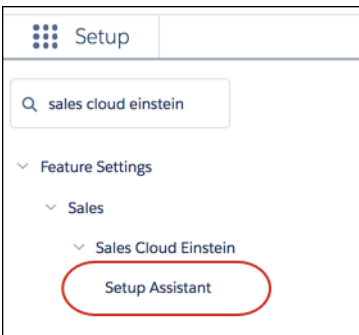 Setup
sales cloud einstein
Feature Settings
Sales
Sales Cloud Einstein
Setup Assistant